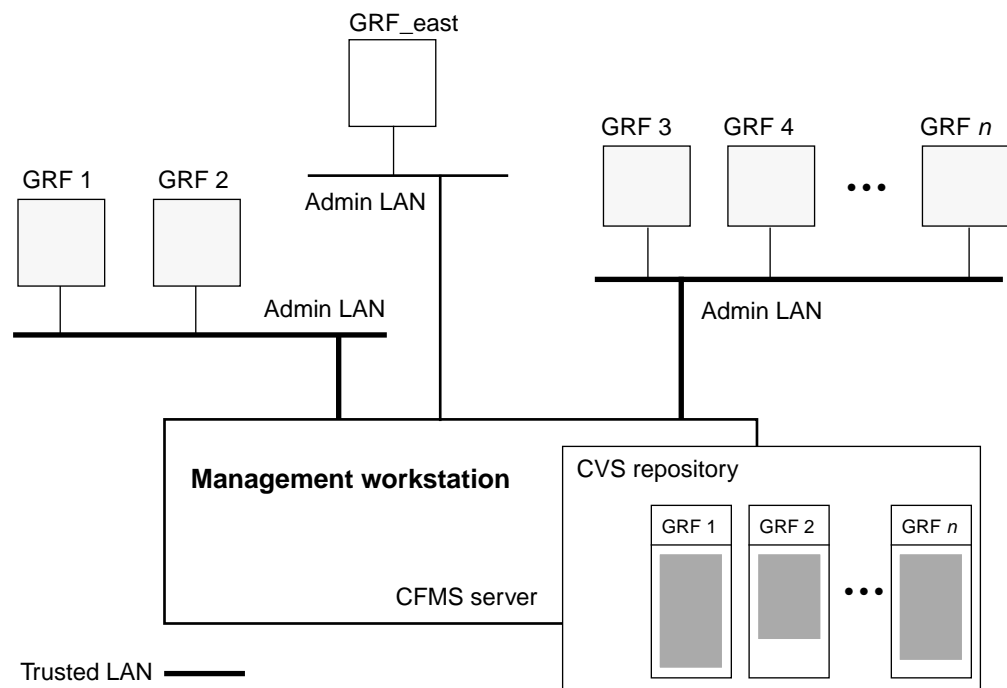 GRF_east
GRF 3
GRF 4
GRF n
GRF 1
GRF 2
Admin LAN
Admin LAN
Admin LAN
Management workstation
CVS repository
GRF 1
GRF 2
GRF n
CFMS server
Trusted LAN